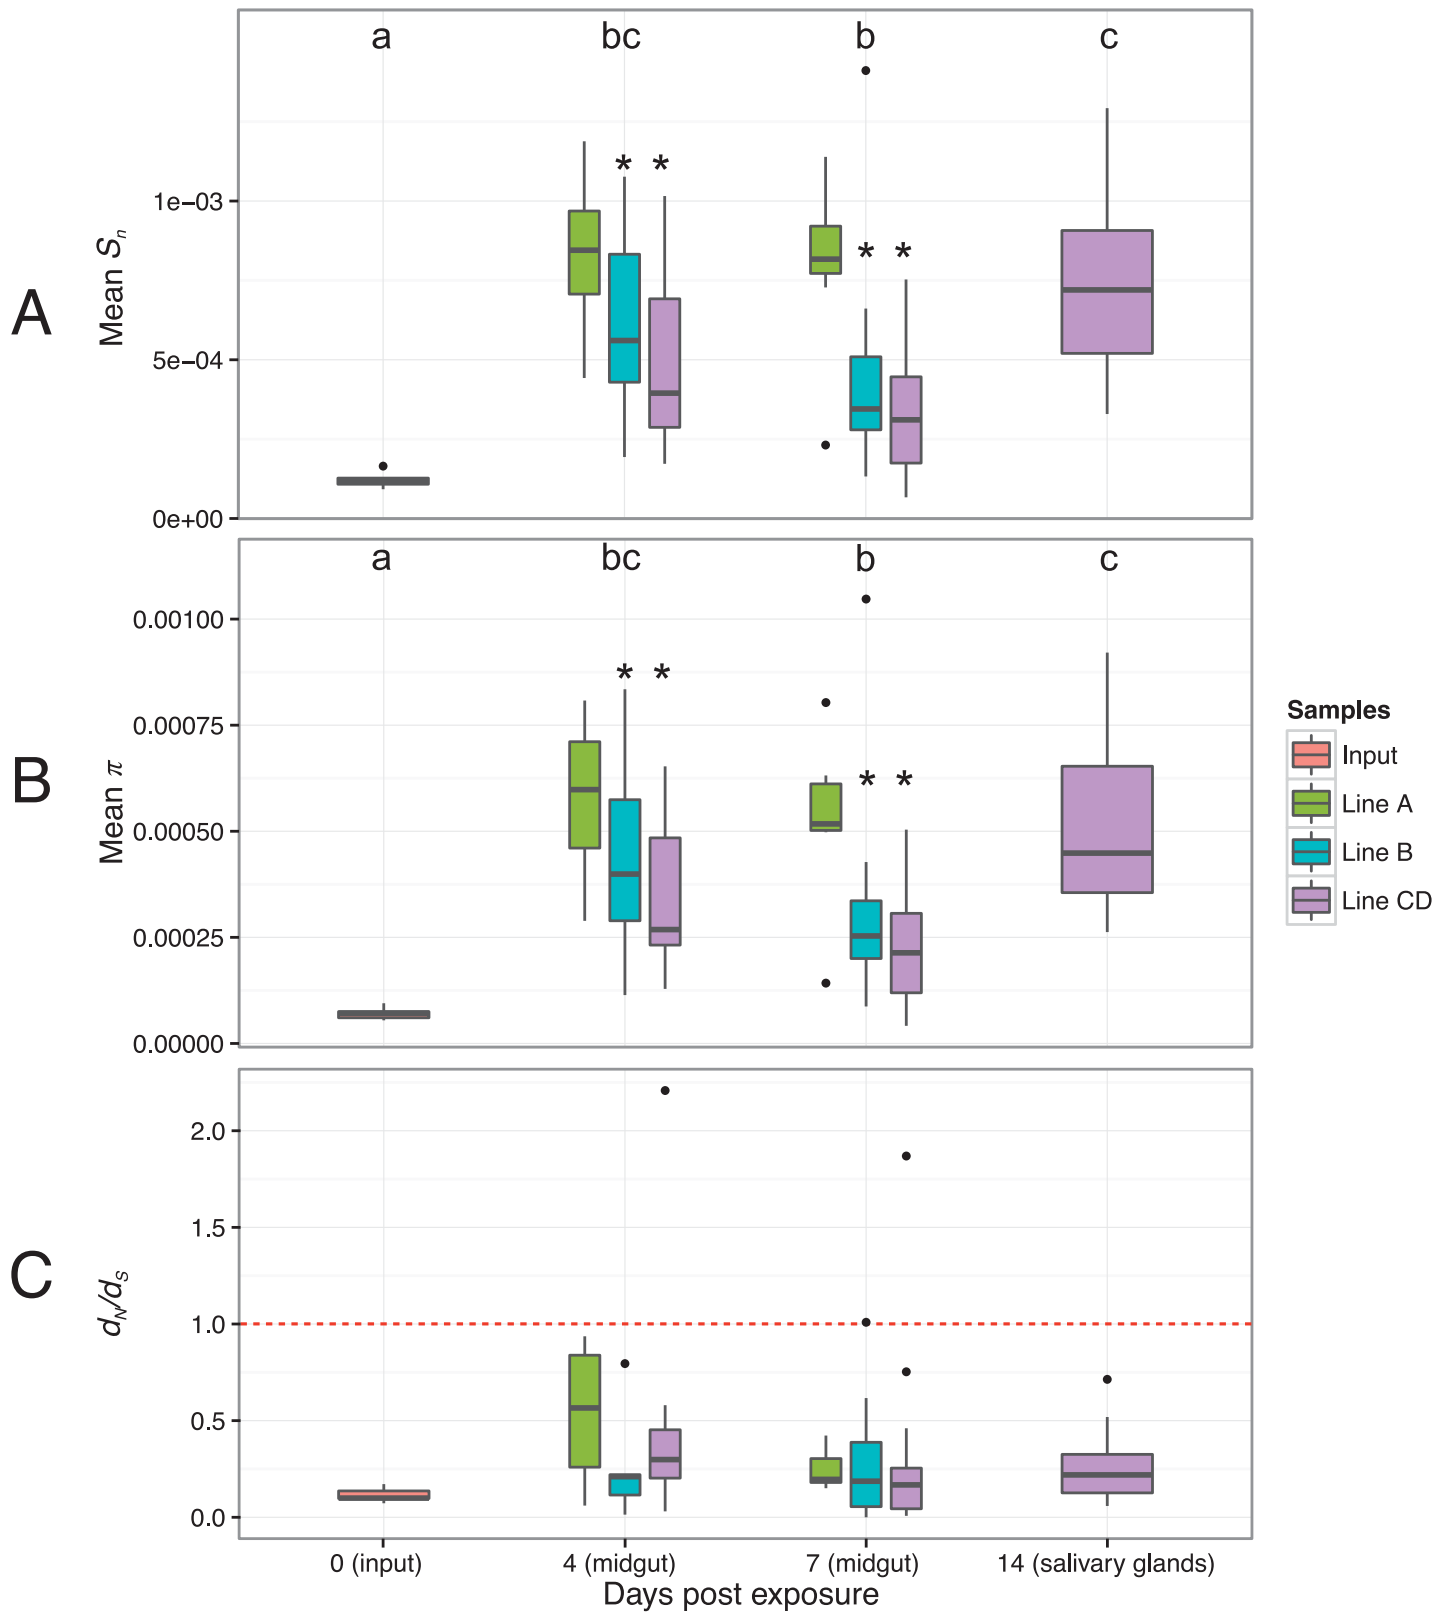 A
Mean Sn
a
bc
b
c
*
*
*
*
1e−03
5e−04
0e+00
B
Mean π
a
bc
b
c
*
*
*
*
0.00100
0.00075
0.00050
0.00025
0.00000
C
dN/dS
2.0
1.5
1.0
0.5
0.0
0 (input)
4 (midgut)
7 (midgut)
14 (salivary glands)
Days post exposure
Samples
Input
Line A
Line B
Line CD